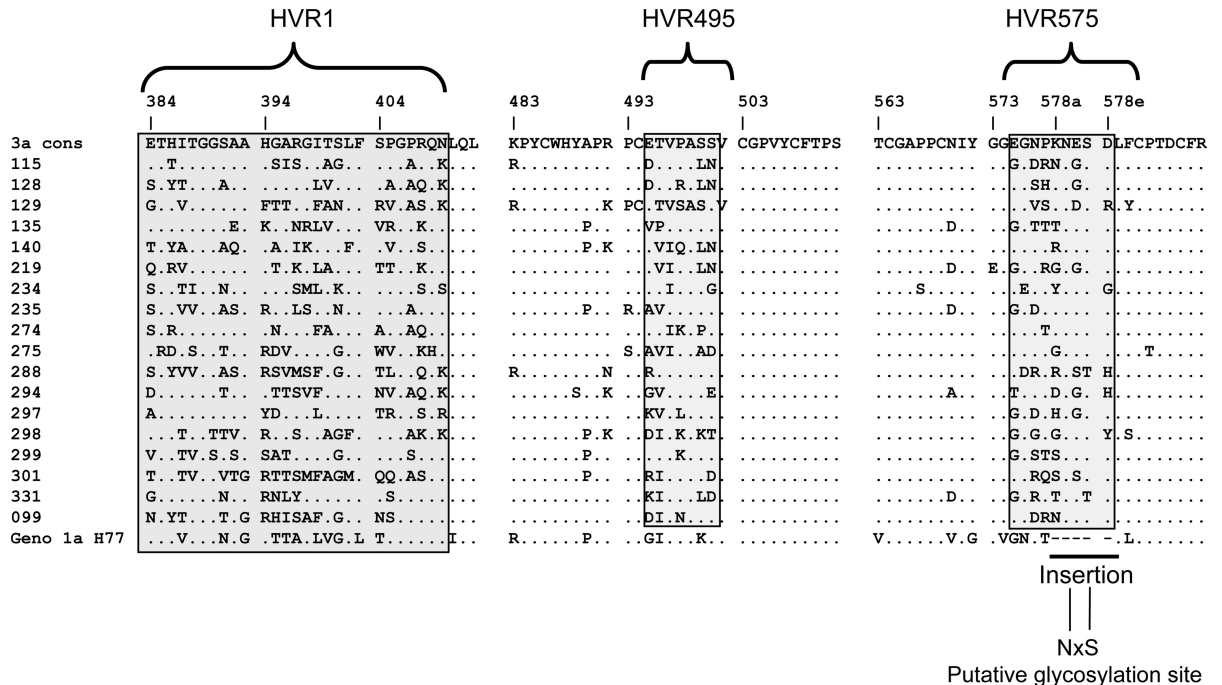 HVR1 HVR495 HVR575
384 394 404 483 493 503 563 573 578a 578e
3a cons ETHITGGSAA HGARGITSLF SPGPRQNLQL KPYCWHYAPR PCETVPASSV CGPVYCFTPS TCGAPPCNIY GGEGNPKNES DLFCPTDCFR
115 ..T....... .SIS..AG.. ...A..K... R......... ..D....LN. .......... .......... ..G.DRN.G. ..........
128 S.YT...A.. .....LV... .A.AQ.K... .......... ..D..R.LN. .......... .......... ....SH..G. ..........
129 G..V...... FTT..FAN.. RV.AS.K... R........K PC.TVSAS.V .......... .......... ....VS..D. R.Y.......
135 ........E. K..NRLV... VR..K..... .......P.. ..VP...... .......... .......D.. ..G.TTT... ..........
140 T.YA...AQ. .A.IK...F. .V..S..... .......P.K ...VIQ.LN. .......... .......... ......R... ..........
219 Q.RV...... .T.K.LA... TT..K..... .......... ...VI..LN. .......... .......D.. E.G..RG.G. ..........
234 S..TI..N.. ...SML.K.. ....S.S... .......... ....I...G. .......... ....S..... ...E..Y... G.........
235 S..VV..AS. R..LS..N.. ...A...... .......P.. R.AV...... .......... .......D.. ..G.D..... ..........
274 S.R....... .N...FA... A..AQ..... .......... ....IK.P.. .......... .......... .....T.... ..........
275 .RD.S..T.. RDV....G.. WV..KH.... .......... S.AVI..AD. .......... .......... ......G... ....T.....
288 S.YVV..AS. RSVMSF.G.. TL..Q.K... R........N ..R....... .......... .......... ...DR.R.ST H.........
294 D......T.. .TTSVF.... NV.AQ.K... ......S..K ..GV....E. .......... .......A.. ..T...D.G. H.........
297 A......... YD...L.... TR..S.R... .......... ..KV.L.... .......... .......... ..G.D.H.G. ..........
298 ...T..TTV. R..S..AGF. ...AK.K... .......P.K ..DI.K.KT. .......... .......... ..G.G.G... Y.S.......
299 V..TV.S.S. SAT....G.. ...S...... .......P.. .....K.... .......... .......... ..G.STS... ..........
301 T..TV..VTG RTTSMFAGM. QQ.AS..... .......P.. ..RI....D. .......... .......... ....RQS.S. ..........
331 G......N.. RNLY...... .S........ .......... ..KI...LD. .......... .......D.. ..G.R.T..T ..........
099 N.YT...T.G RHISAF.G.. NS........ .......... ..DI.N.... .......... .......... ....DRN... ..........
Geno 1a H77 ...V...N.G .TTA.LVG.L T......I.. R......P.. ..GI...K.. .......... V......V.G .VGN.T---- -.L.......
Insertion
NxS
Putative glycosylation site